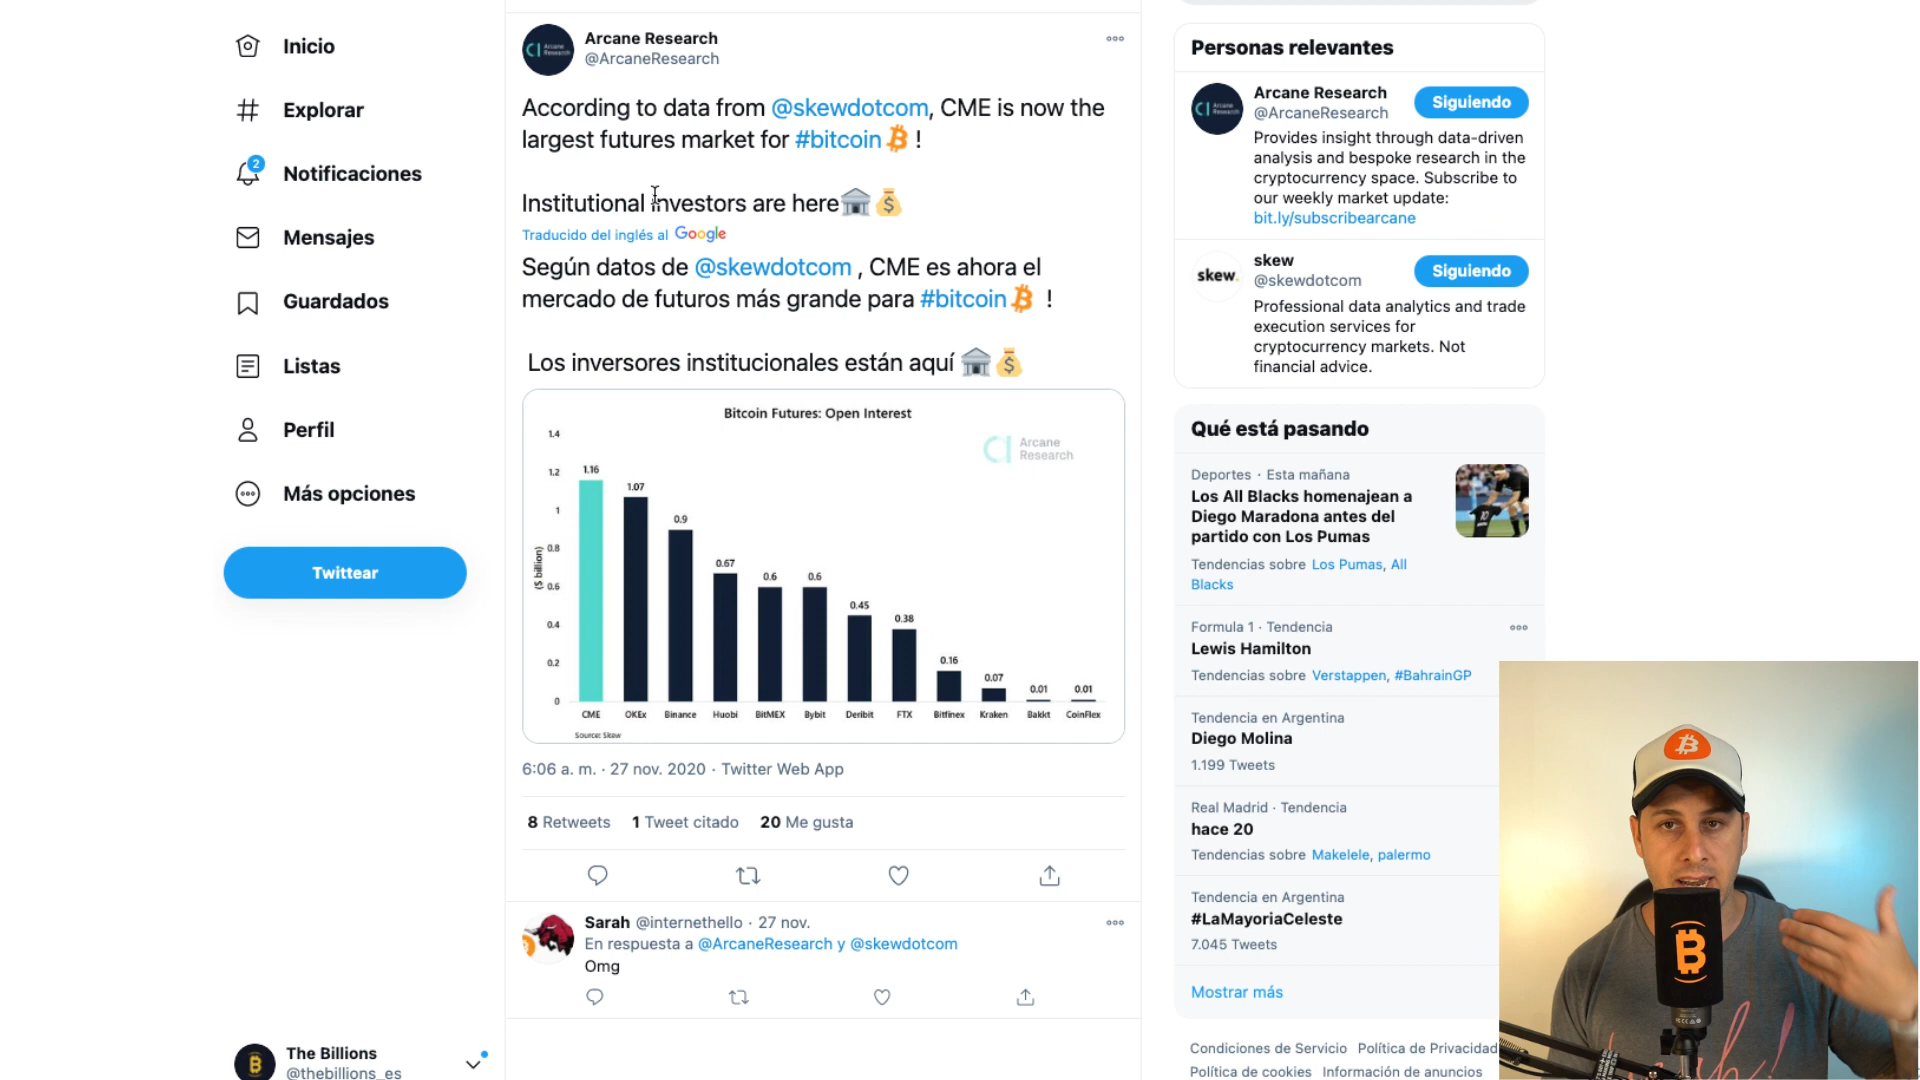 Inicio
Explorar
2
Notificaciones
Mensajes
Guardados
Listas
Perfil
Más opciones
Twittear
The Billions
@thebillions_es
Arcane Research
@ArcaneResearch
According to data from @skewdotcom, CME is now the
largest futures market for #bitcoin !
Institutional investors are here
Traducido del inglés al Google
Según datos de @skewdotcom , CME es ahora el
mercado de futuros más grande para #bitcoin !
Los inversores institucionales están aquí
Bitcoin Futures: Open Interest
Arcane
Research
($ billion)
1.4
1.2
1
0.8
0.6
0.4
0.2
0
1.16
1.07
0.9
0.67
0.6
0.6
0.45
0.38
0.16
0.07
0.01
0.01
CME OKEx Binance Huobi BitMEX Bybit Deribit FTX Bitfinex Kraken Bakkt CoinFlex
Source: Skew
6:06 a. m. · 27 nov. 2020 · Twitter Web App
8 Retweets 1 Tweet citado 20 Me gusta
Sarah @internethello · 27 nov.
En respuesta a @ArcaneResearch y @skewdotcom
Omg
Personas relevantes
Arcane Research
@ArcaneResearch
Siguiendo
Provides insight through data-driven
analysis and bespoke research in the
cryptocurrency space. Subscribe to
our weekly market update:
bit.ly/subscribearcane
skew.
skew
@skewdotcom
Siguiendo
Professional data analytics and trade
execution services for
cryptocurrency markets. Not
financial advice.
Qué está pasando
Deportes · Esta mañana
Los All Blacks homenajean a
Diego Maradona antes del
partido con Los Pumas
Tendencias sobre Los Pumas, All
Blacks
Formula 1 · Tendencia
Lewis Hamilton
Tendencias sobre Verstappen, #BahrainGP
Tendencia en Argentina
Diego Molina
1.199 Tweets
Real Madrid · Tendencia
hace 20
Tendencias sobre Makelele, palermo
Tendencia en Argentina
#LaMayoriaCeleste
7.045 Tweets
Mostrar más
Condiciones de Servicio Política de Privacidad
Política de cookies Información de anuncios